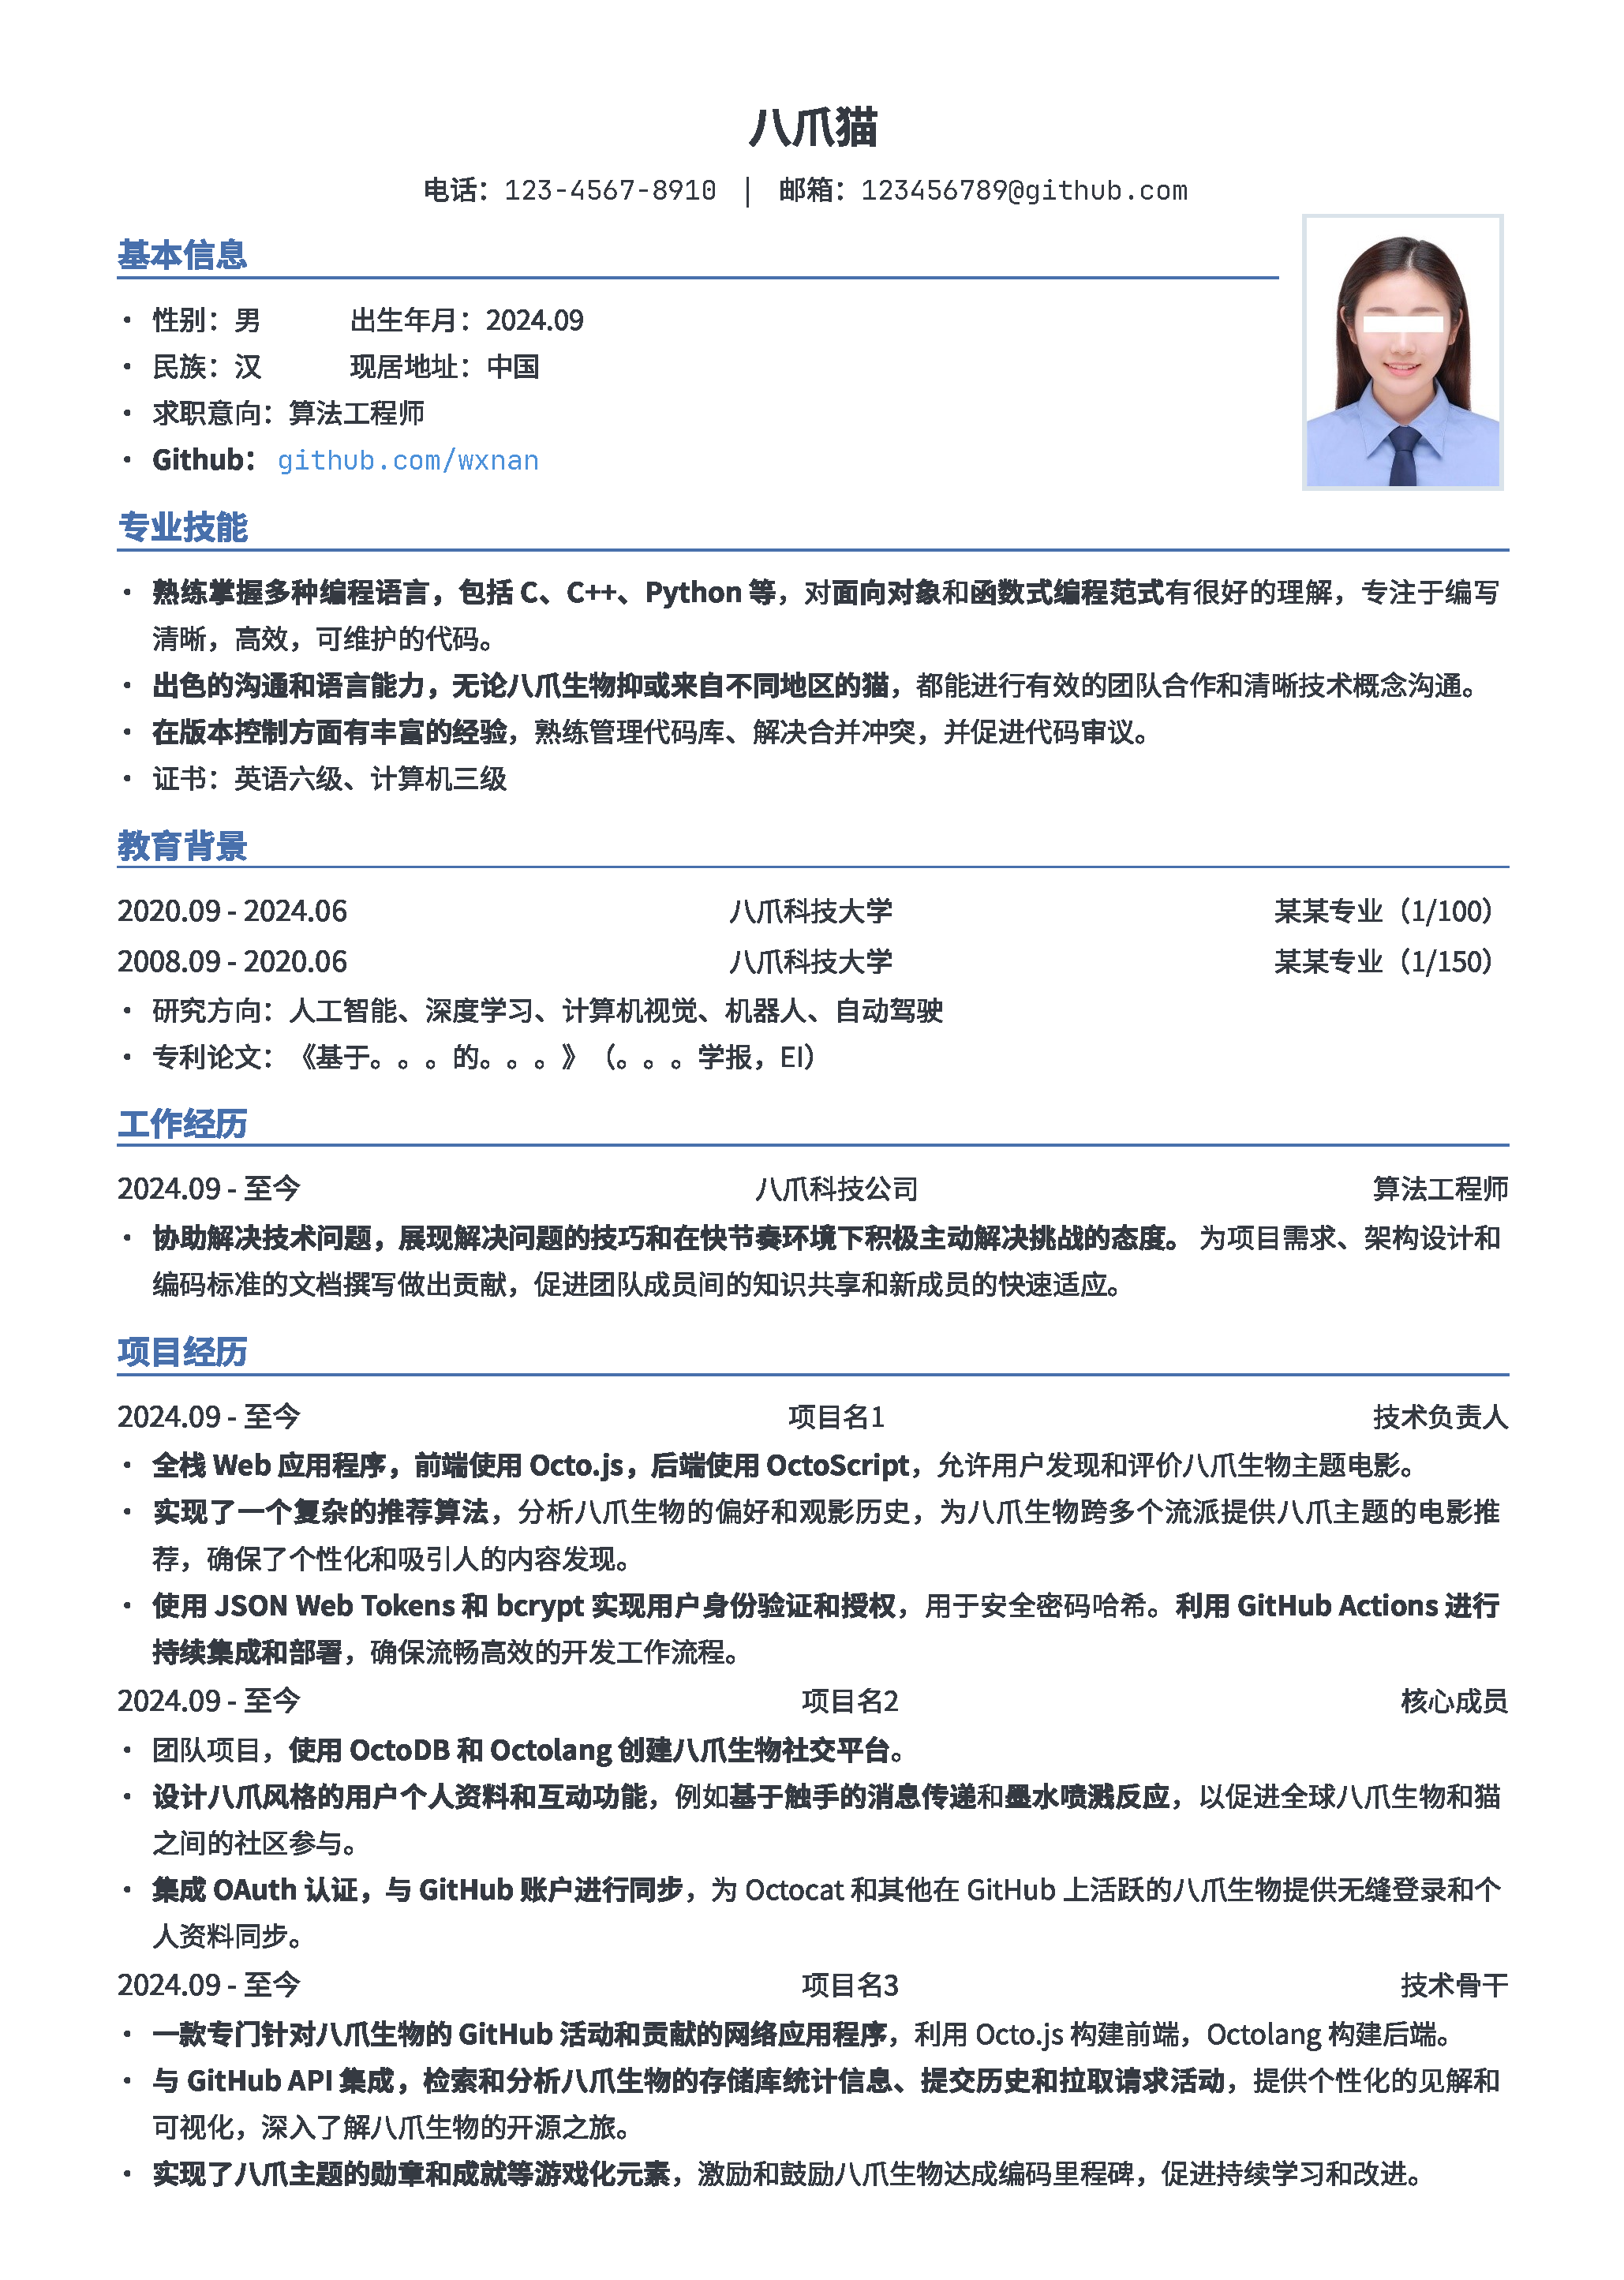 八爪猫
电话：123-4567-8910 | 邮箱：123456789@github.com
基本信息
• 性别：男 出生年月：2024.09
• 民族：汉 现居地址：中国
• 求职意向：算法工程师
• Github： github.com/wxnan
专业技能
• 熟练掌握多种编程语言，包括 C、C++、Python 等，对面向对象和函数式编程范式有很好的理解，专注于编写
清晰，高效，可维护的代码。
• 出色的沟通和语言能力，无论八爪生物抑或来自不同地区的猫，都能进行有效的团队合作和清晰技术概念沟通。
• 在版本控制方面有丰富的经验，熟练管理代码库、解决合并冲突，并促进代码审议。
• 证书：英语六级、计算机三级
教育背景
2020.09 - 2024.06 八爪科技大学 某某专业（1/100）
2008.09 - 2020.06 八爪科技大学 某某专业（1/150）
• 研究方向：人工智能、深度学习、计算机视觉、机器人、自动驾驶
• 专利论文：《基于。。。的。。。》（。。。学报，EI）
工作经历
2024.09 - 至今 八爪科技公司 算法工程师
• 协助解决技术问题，展现解决问题的技巧和在快节奏环境下积极主动解决挑战的态度。 为项目需求、架构设计和
编码标准的文档撰写做出贡献，促进团队成员间的知识共享和新成员的快速适应。
项目经历
2024.09 - 至今 项目名1 技术负责人
• 全栈 Web 应用程序，前端使用 Octo.js，后端使用 OctoScript，允许用户发现和评价八爪生物主题电影。
• 实现了一个复杂的推荐算法，分析八爪生物的偏好和观影历史，为八爪生物跨多个流派提供八爪主题的电影推
荐，确保了个性化和吸引人的内容发现。
• 使用 JSON Web Tokens 和 bcrypt 实现用户身份验证和授权，用于安全密码哈希。利用 GitHub Actions 进行
持续集成和部署，确保流畅高效的开发工作流程。
2024.09 - 至今 项目名2 核心成员
• 团队项目，使用 OctoDB 和 Octolang 创建八爪生物社交平台。
• 设计八爪风格的用户个人资料和互动功能，例如基于触手的消息传递和墨水喷溅反应，以促进全球八爪生物和猫
之间的社区参与。
• 集成 OAuth 认证，与 GitHub 账户进行同步，为 Octocat 和其他在 GitHub 上活跃的八爪生物提供无缝登录和个
人资料同步。
2024.09 - 至今 项目名3 技术骨干
• 一款专门针对八爪生物的 GitHub 活动和贡献的网络应用程序，利用 Octo.js 构建前端，Octolang 构建后端。
• 与 GitHub API 集成，检索和分析八爪生物的存储库统计信息、提交历史和拉取请求活动，提供个性化的见解和
可视化，深入了解八爪生物的开源之旅。
• 实现了八爪主题的勋章和成就等游戏化元素，激励和鼓励八爪生物达成编码里程碑，促进持续学习和改进。